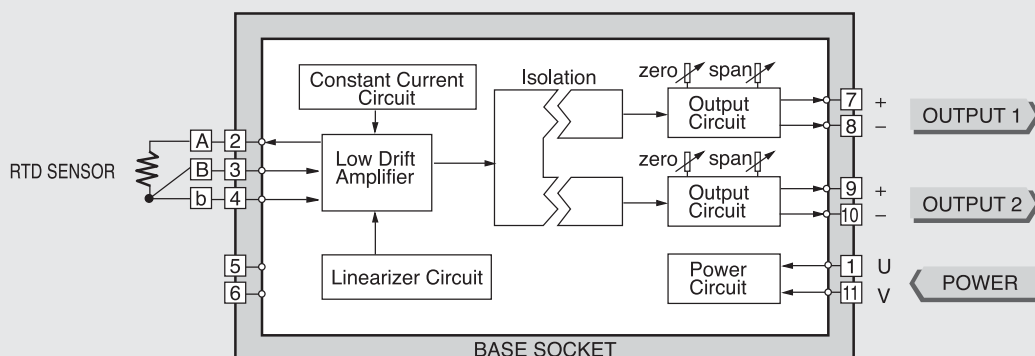 Constant Current
Circuit
Isolation
zero span
Output
Circuit
7 +
8 −
OUTPUT 1
RTD SENSOR
A 2
B 3
b 4
Low Drift
Amplifier
zero span
Output
Circuit
9 +
10 −
OUTPUT 2
5
6
Linearizer Circuit
Power
Circuit
1 U
11 V
POWER
BASE SOCKET